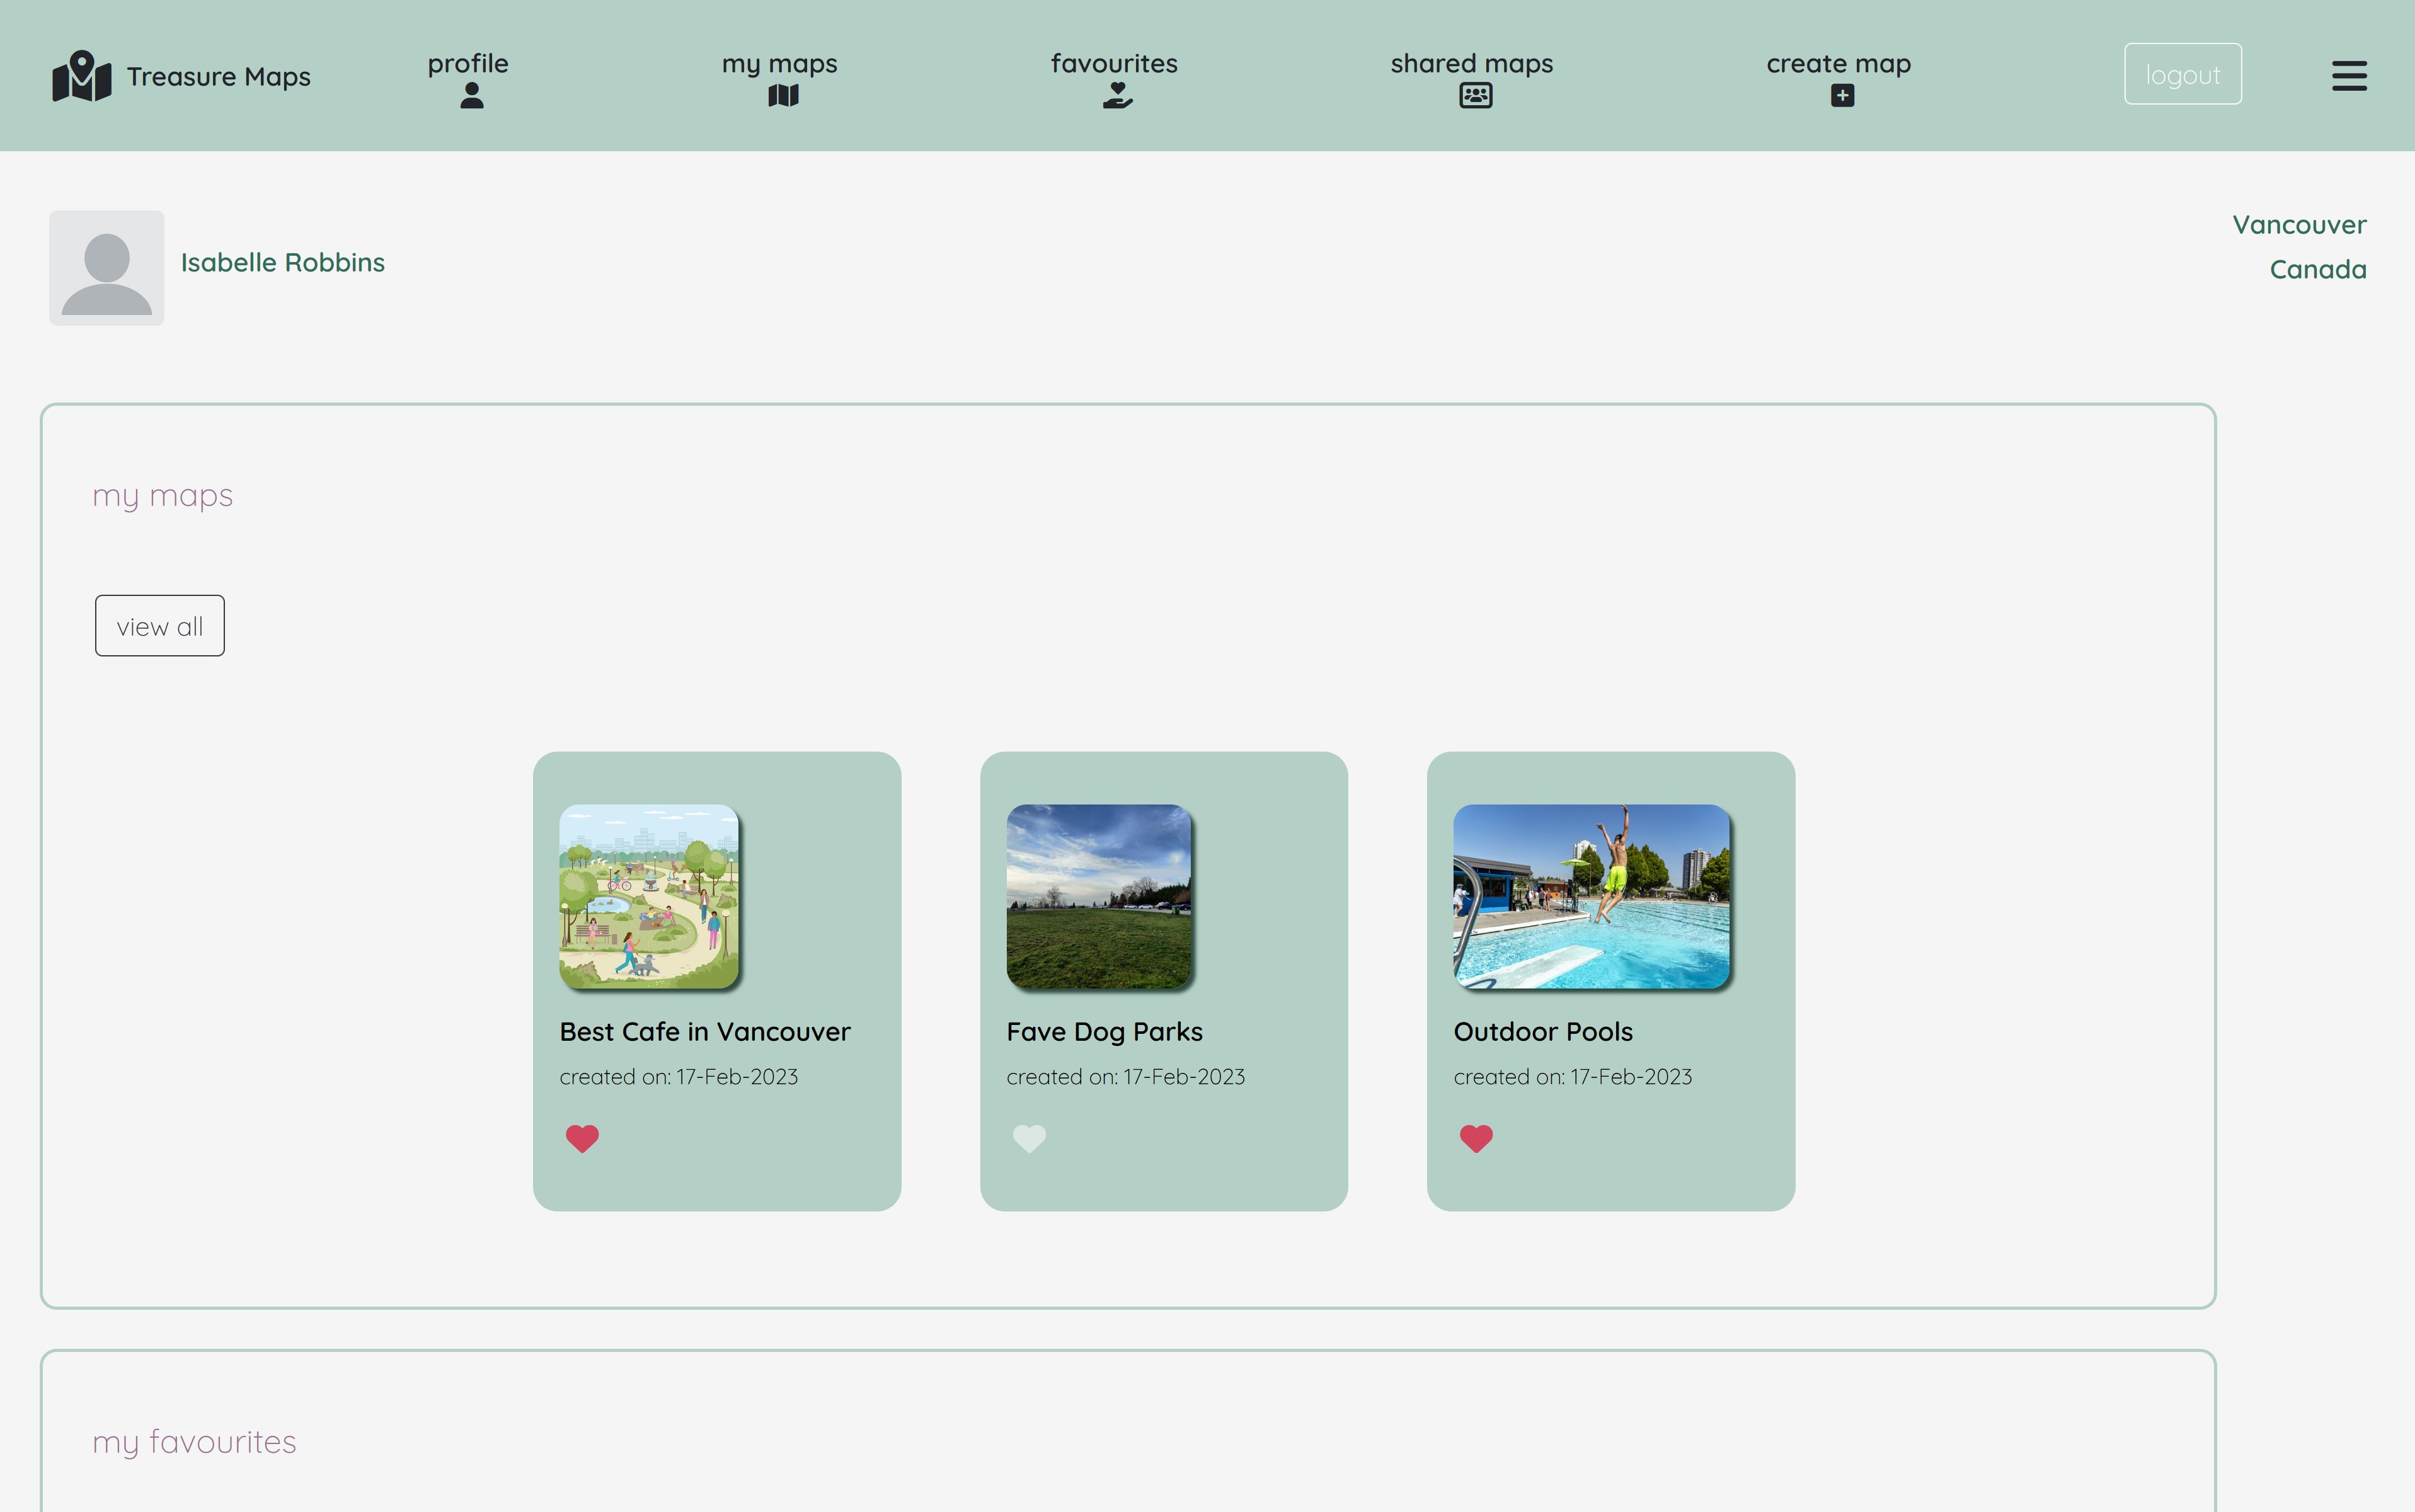 Treasure Maps
profile
my maps
favourites
shared maps
create map
logout
Isabelle Robbins
Vancouver
Canada
my maps
view all
Best Cafe in Vancouver
created on: 17-Feb-2023
Fave Dog Parks
created on: 17-Feb-2023
Outdoor Pools
created on: 17-Feb-2023
my favourites